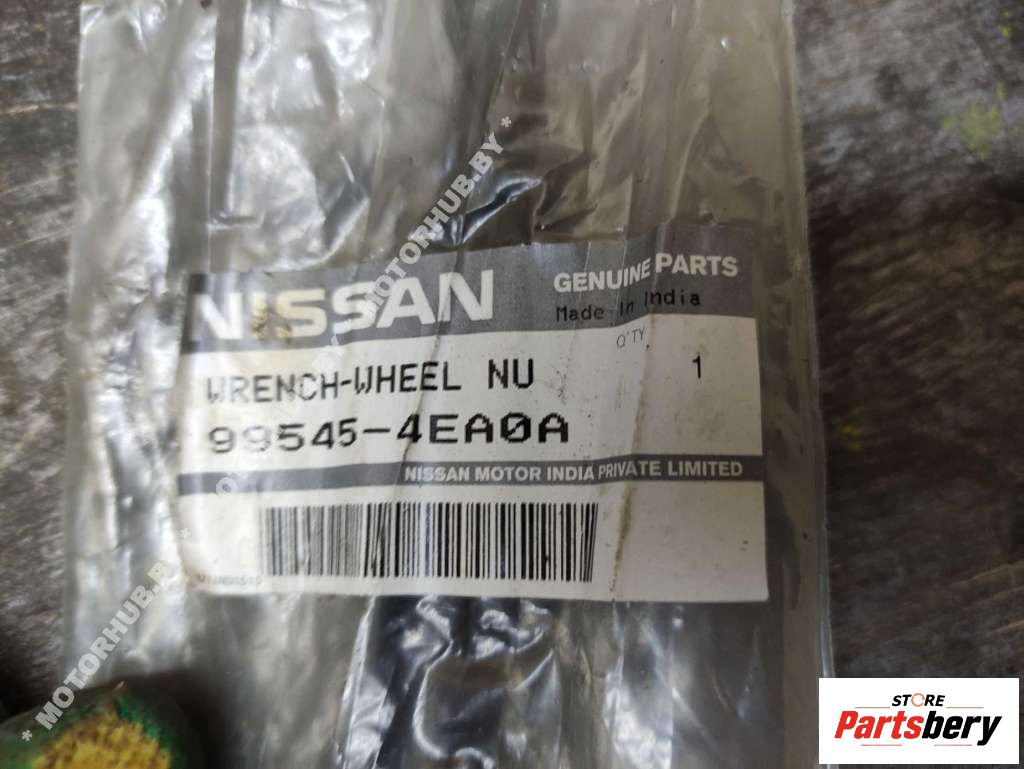 NISSAN
GENUINE PARTS
Made in India
Q'TY
WRENCH-WHEEL NU 1
99545-4EA0A
NISSAN MOTOR INDIA PRIVATE LIMITED
* MOTORHUB.BY * MOTORHUB.BY *
STORE
Partsbery